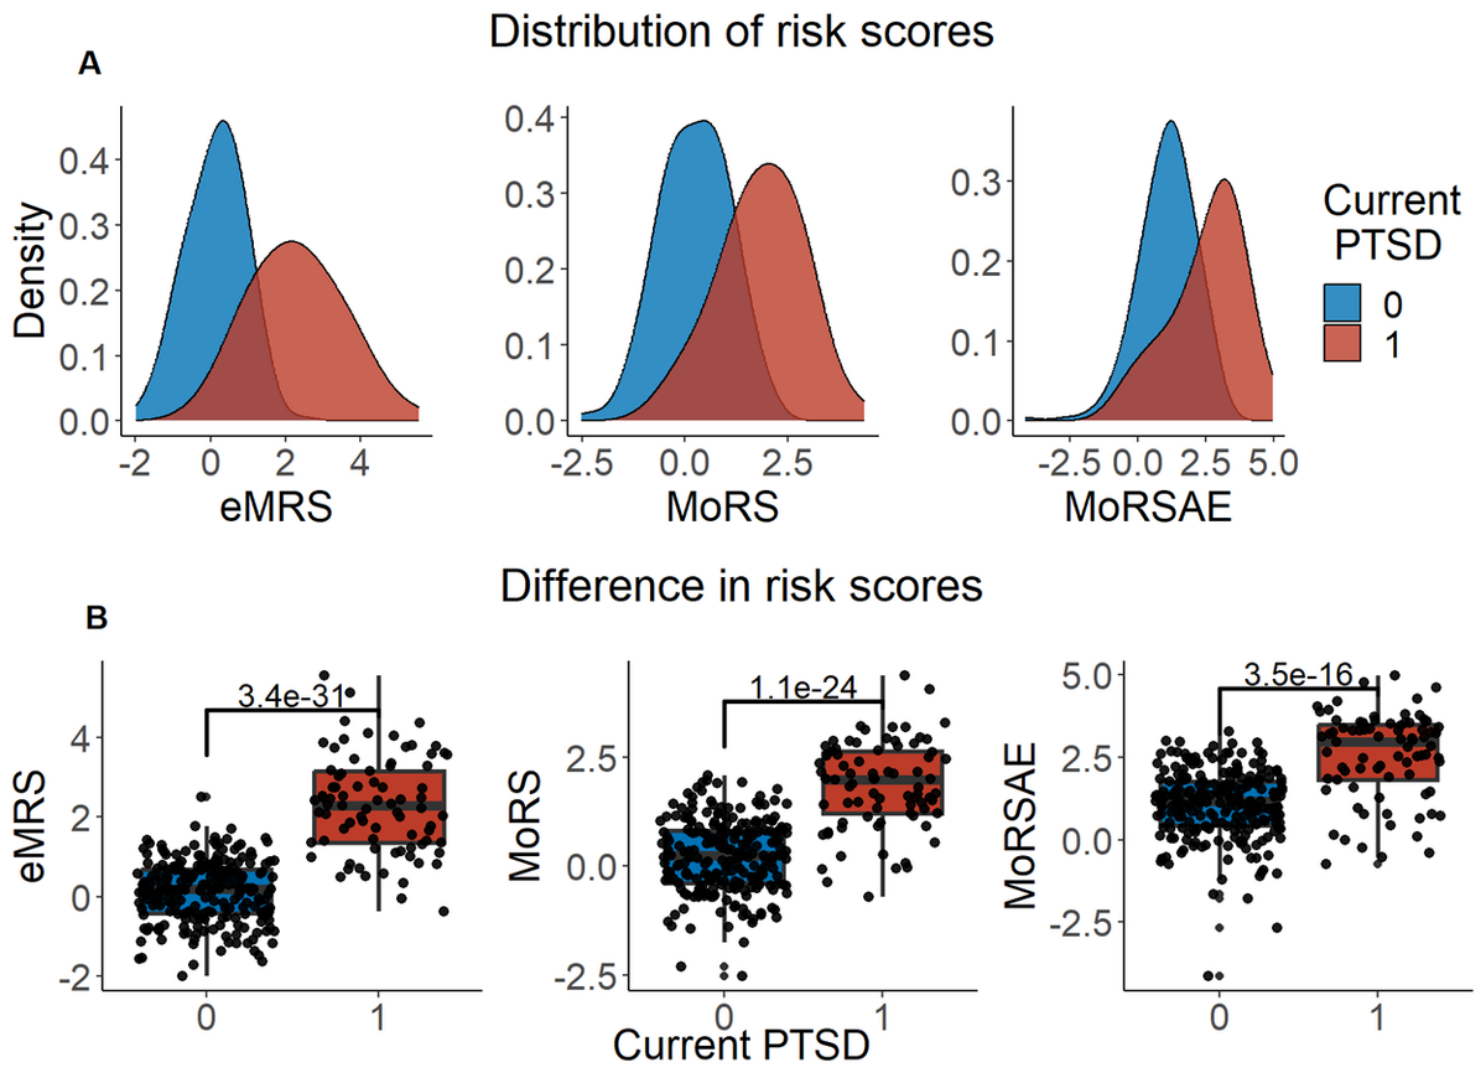 Distribution of risk scores
A
Density
0.4
0.3
0.2
0.1
0.0
-2 0 2 4
eMRS
0.4
0.3
0.2
0.1
0.0
-2.5 0.0 2.5
MoRS
0.3
0.2
0.1
0.0
-2.5 0.0 2.5 5.0
MoRSAE
Current
PTSD
0
1
Difference in risk scores
B
eMRS
4
2
0
-2
3.4e-31
0 1
MoRS
2.5
0.0
-2.5
1.1e-24
0 1
MoRSAE
5.0
2.5
0.0
-2.5
3.5e-16
0 1
Current PTSD